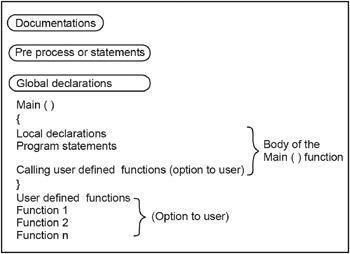 Documentations
Pre process or statements
Global declarations
Main ( )
{
Local declarations
Program statements
Calling user defined functions (option to user)
}
Body of the
Main ( ) function
User defined functions
Function 1
Function 2
Function n
(Option to user)